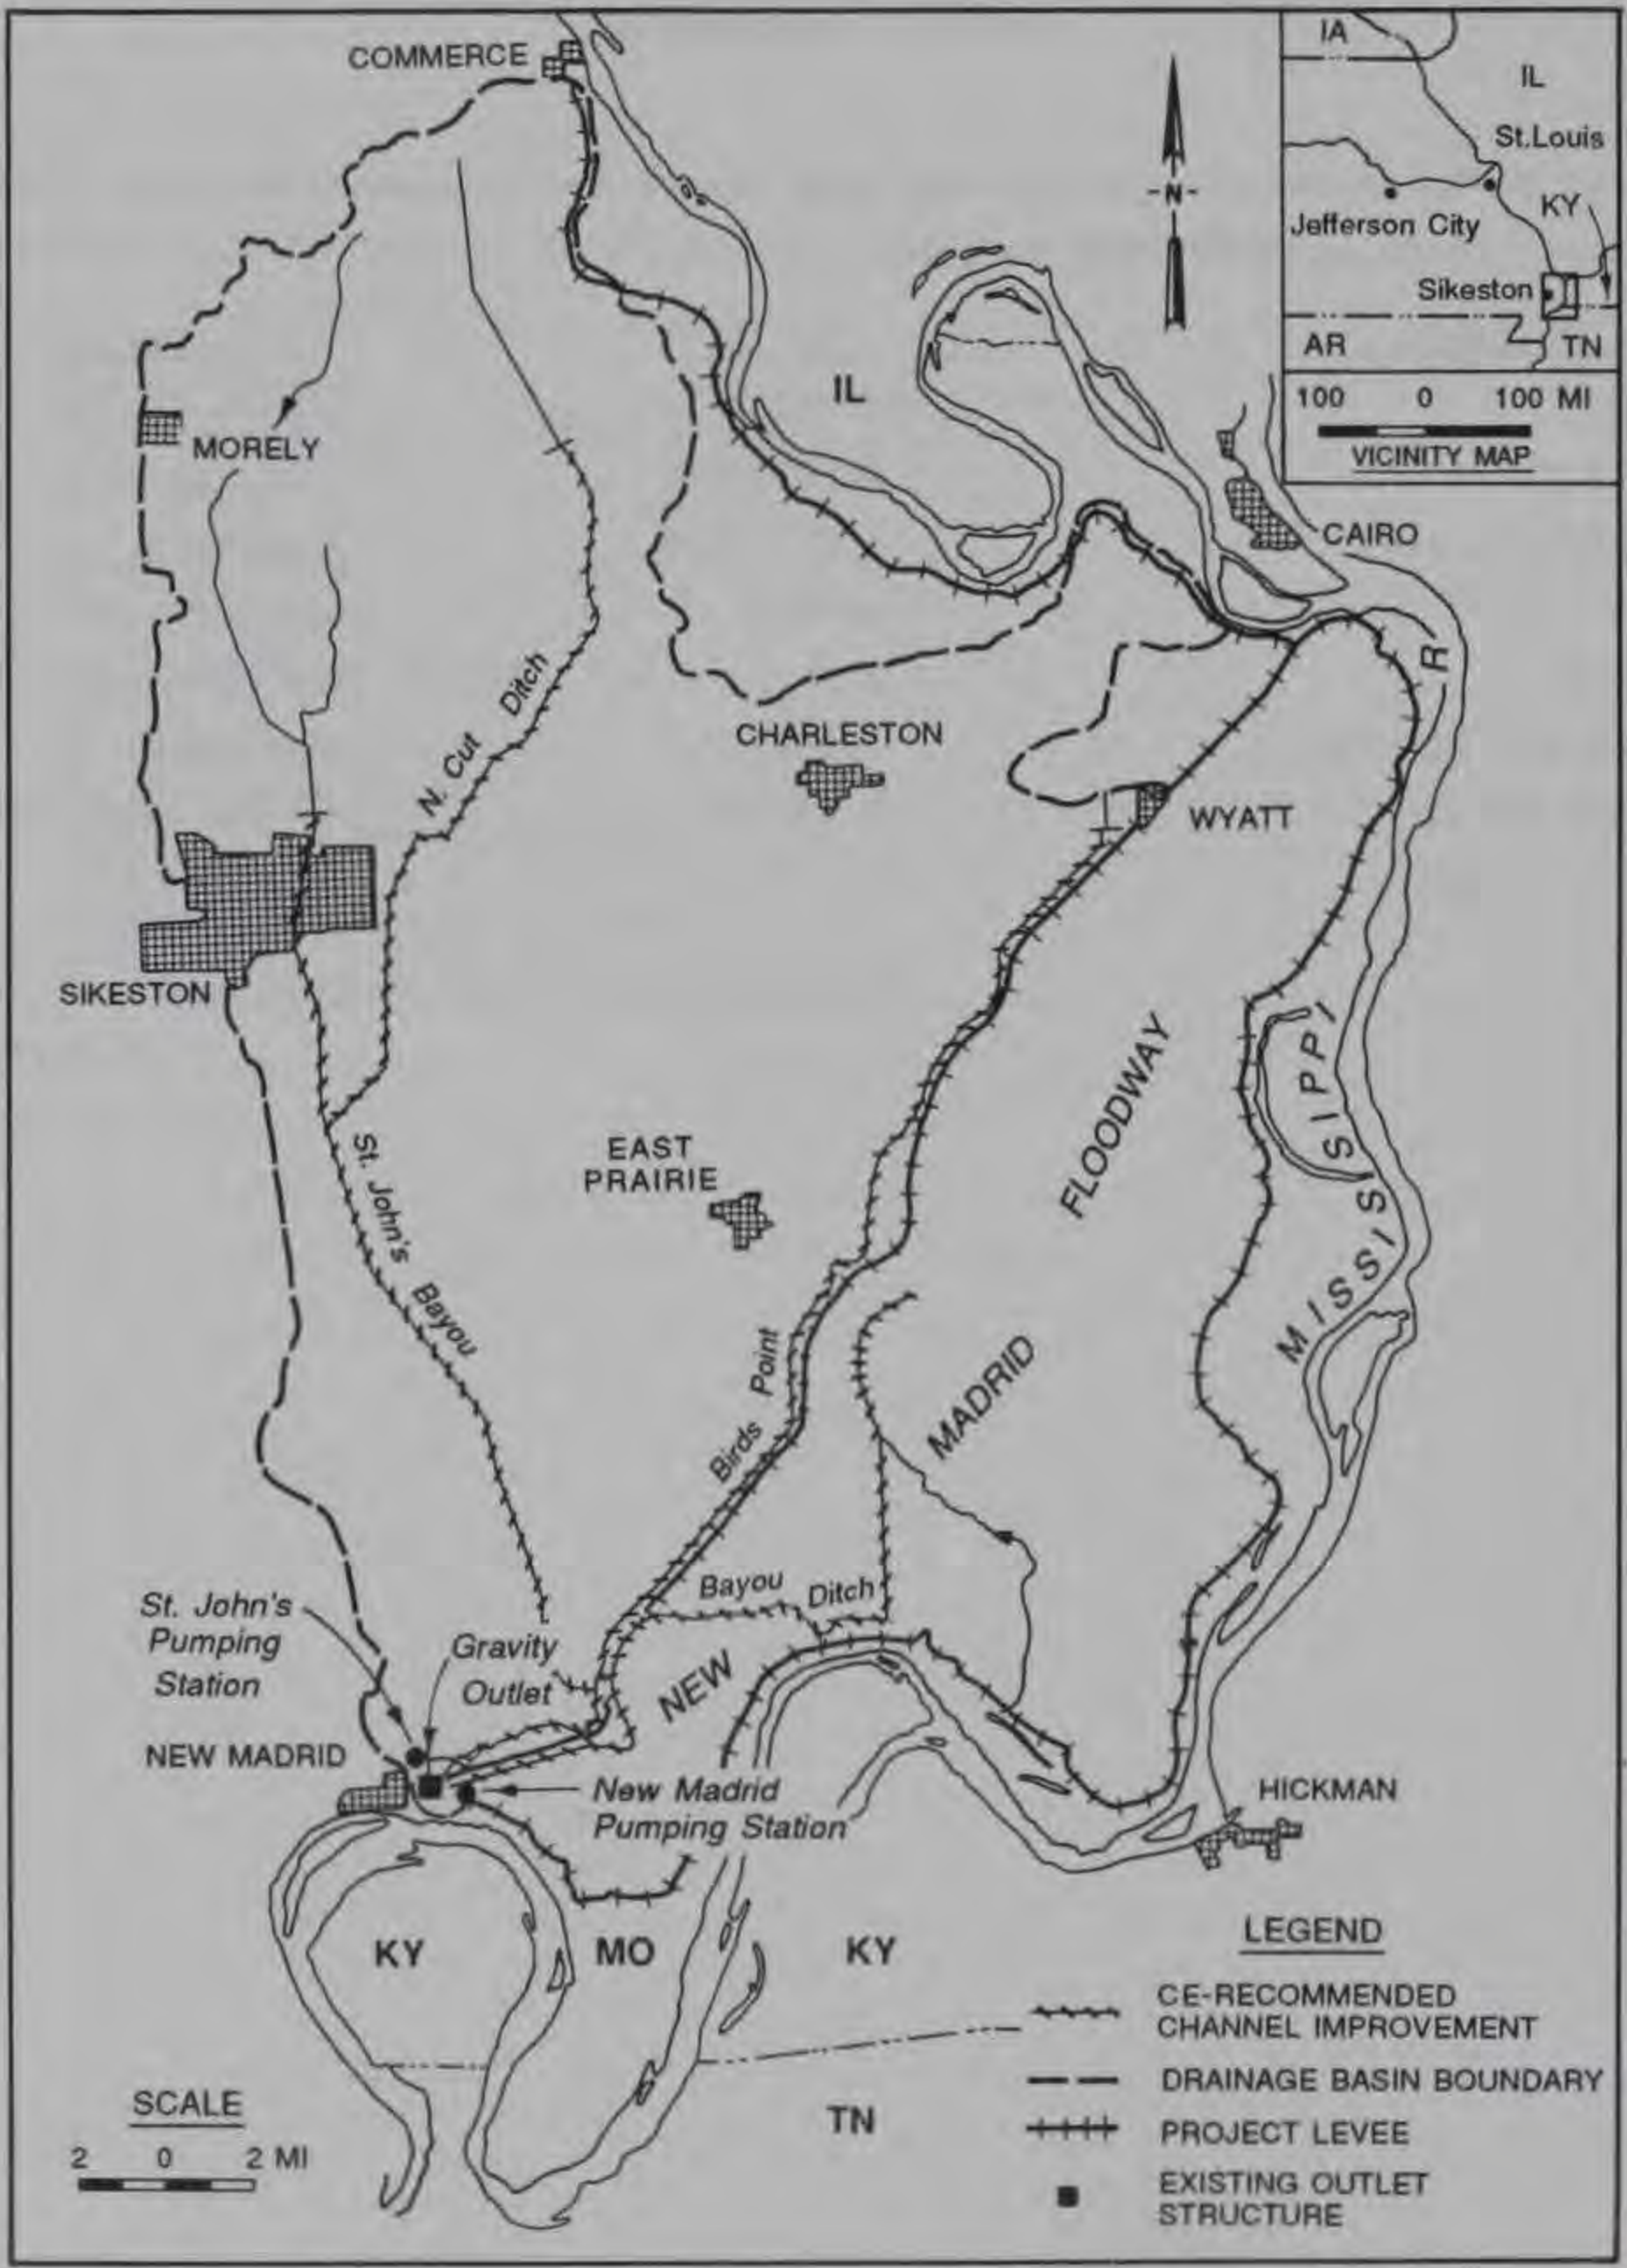 COMMERCE
IA
IL
St.Louis
KY
Jefferson City
Sikeston
AR
TN
100 0 100 MI
VICINITY MAP
-N-
IL
MORELY
CAIRO
R
N. Cut Ditch
CHARLESTON
WYATT
SIKESTON
MISSISSIPPI
FLOODWAY
EAST
PRAIRIE
St. John's Bayou
Birds Point
MADRID
Bayou Ditch
St. John's
Pumping
Station
Gravity
Outlet
NEW
NEW MADRID
New Madrid
Pumping Station
HICKMAN
KY
MO
KY
TN
LEGEND
CE-RECOMMENDED
CHANNEL IMPROVEMENT
DRAINAGE BASIN BOUNDARY
PROJECT LEVEE
EXISTING OUTLET
STRUCTURE
SCALE
2 0 2 MI